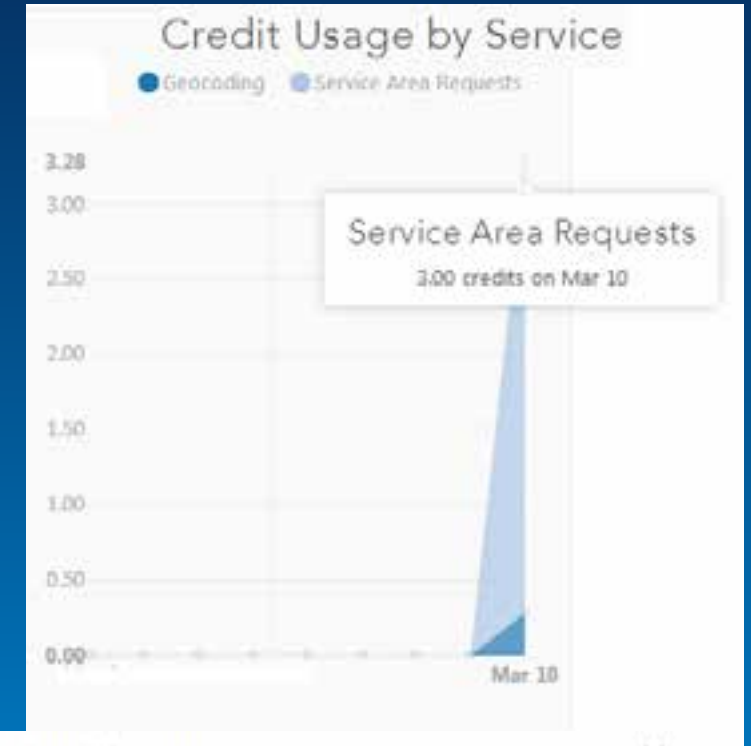 Credit Usage by Service
Geocoding Service Area Requests
3.28
3.00
Service Area Requests
3.00 credits on Mar 10
2.50
2.00
1.50
1.00
0.50
0.00
Mar 10